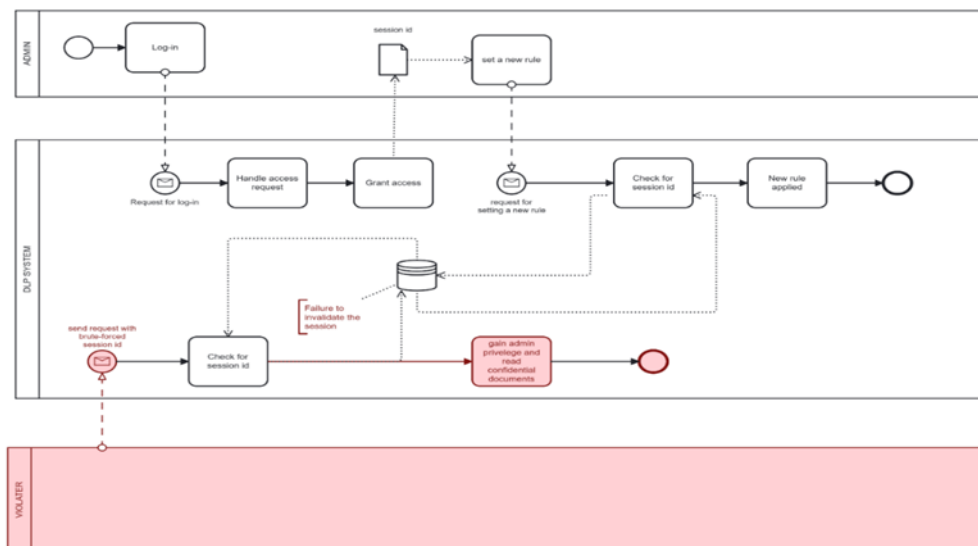 ADMIN
Log-in
session id
set a new rule
DLP SYSTEM
Request for log-in
Handle access
request
Grant access
request for
setting a new rule
Check for
session id
New rule
applied
Failure to
invalidate the
session
send request with
brute-forced
session id
Check for
session id
gain admin
privelege and
read
confidential
documents
VIOLATER